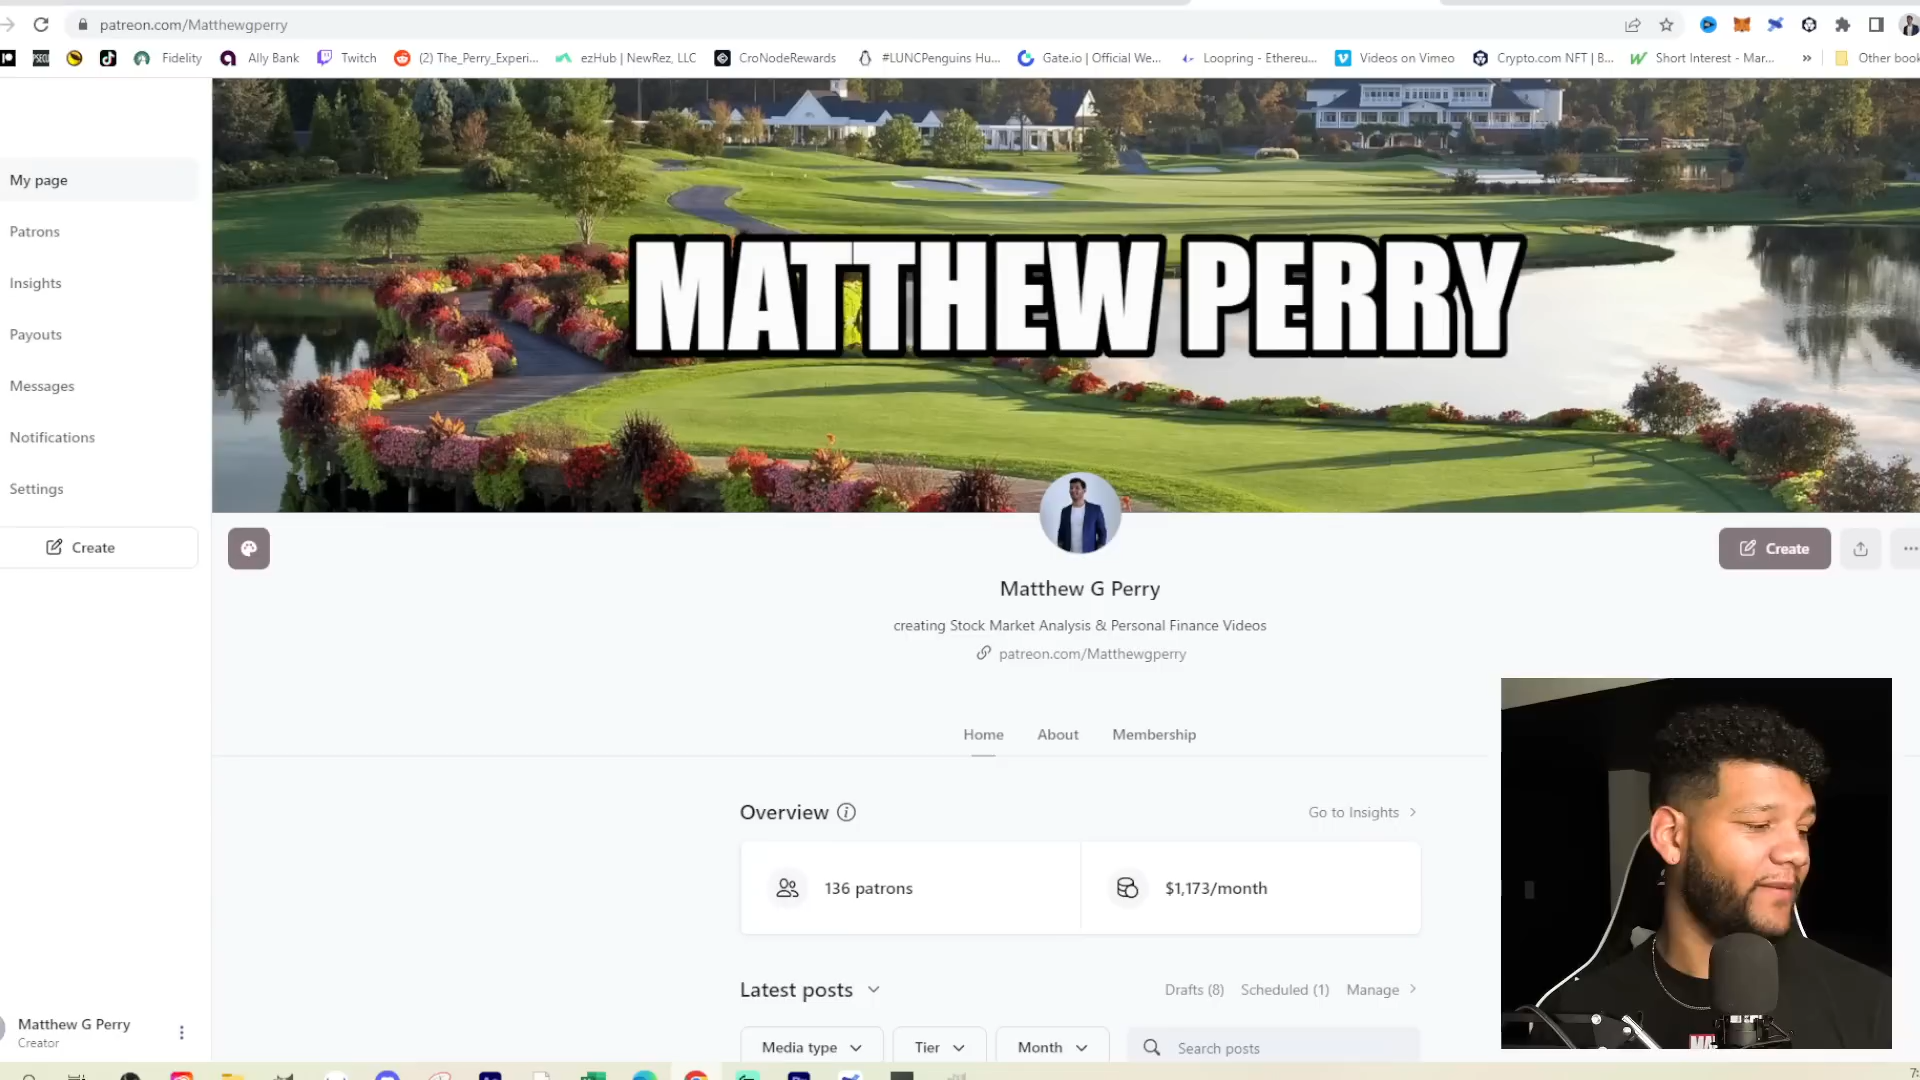 patreon.com/Matthewgperry
Fidelity
Ally Bank
Twitch
(2) The_Perry_Experi...
ezHub | NewRez, LLC
CroNodeRewards
#LUNCPenguins Hu...
Gate.io | Official We...
Loopring - Ethereu...
Videos on Vimeo
Crypto.com NFT | B...
Short Interest - Mar...
»
Other book
My page
Patrons
Insights
Payouts
Messages
Notifications
Settings
Create
MATTHEW PERRY
Create
Matthew G Perry
creating Stock Market Analysis & Personal Finance Videos
patreon.com/Matthewgperry
Home About Membership
Overview
Go to Insights
136 patrons
$1,173/month
Latest posts
Drafts (8) Scheduled (1) Manage
Media type
Tier
Month
Search posts
Matthew G Perry
Creator